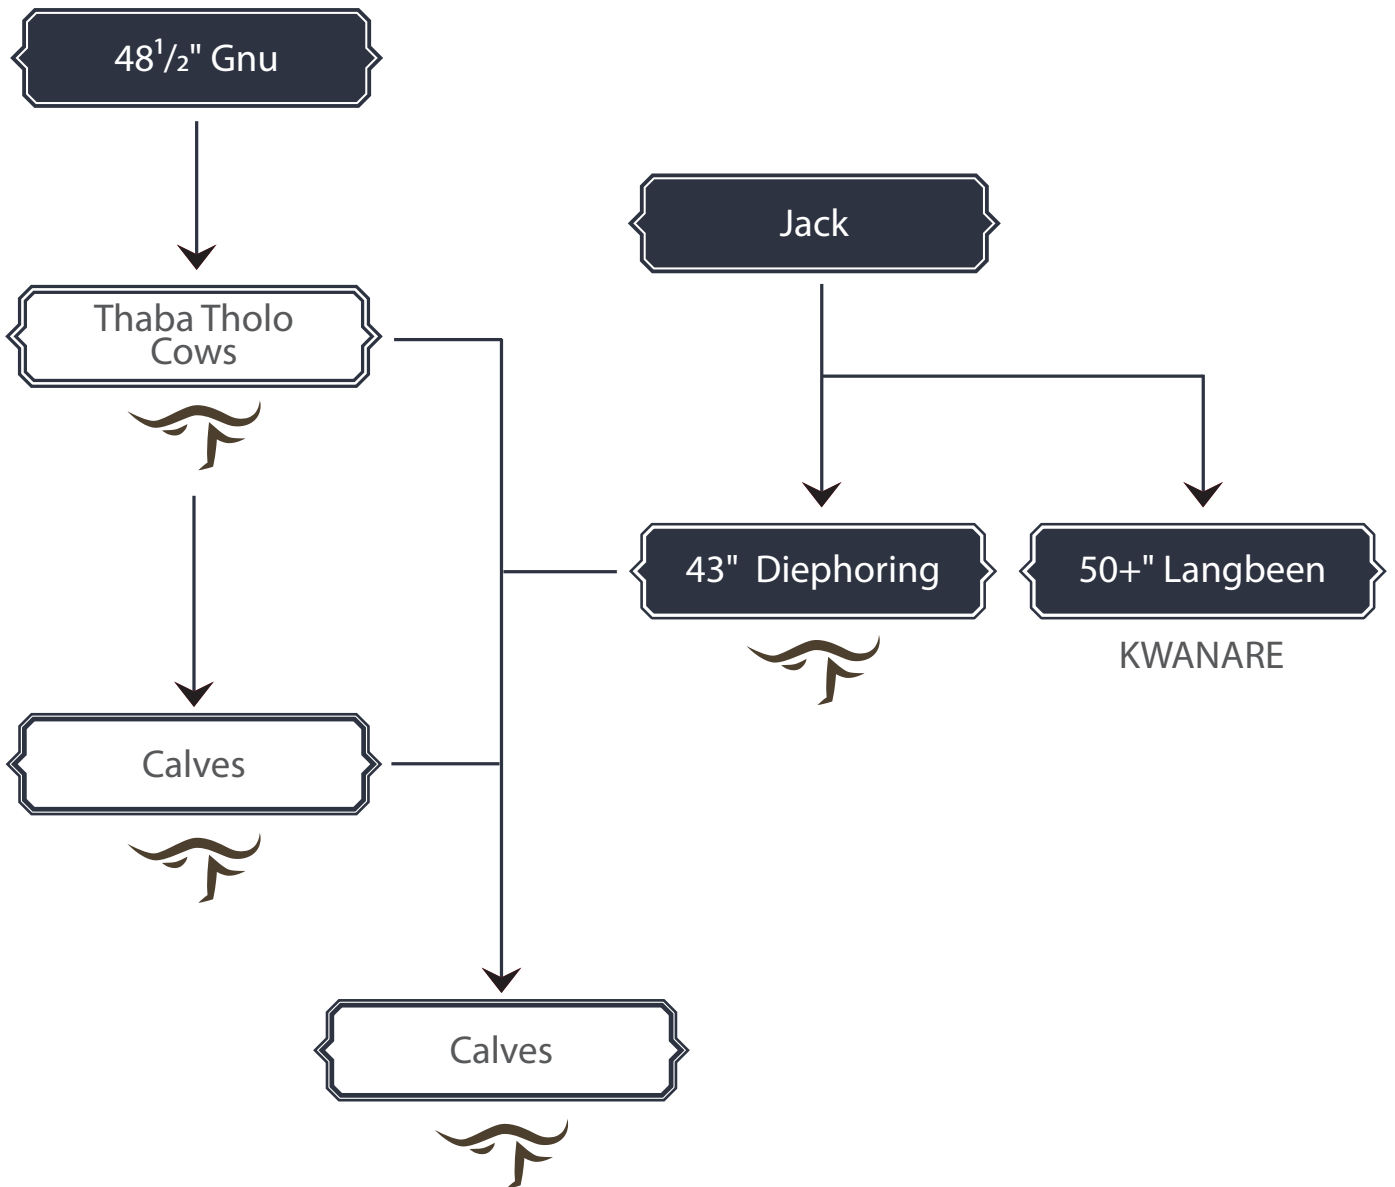 48¹/₂" Gnu
Jack
Thaba Tholo
Cows
43"  Diephoring
50+" Langbeen
KWANARE
Calves
Calves